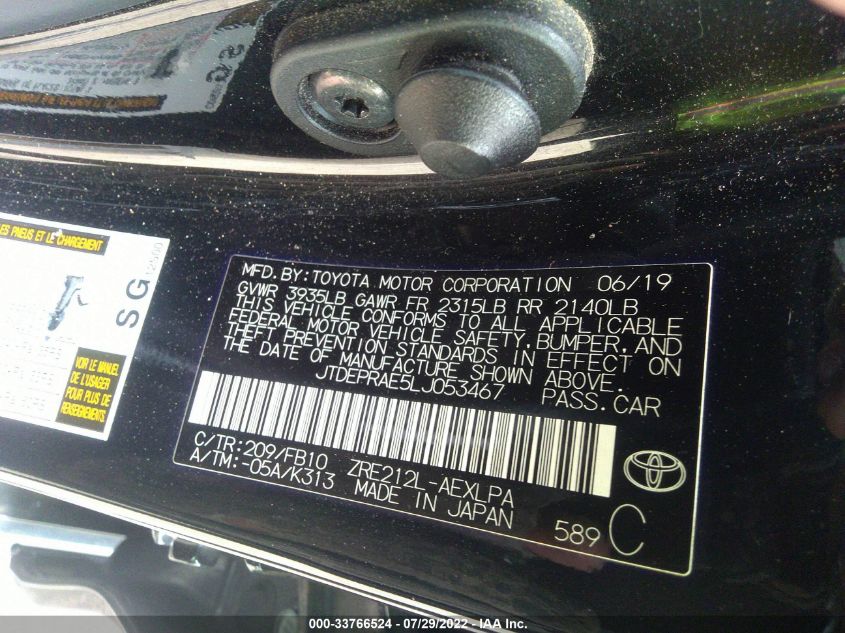 ES PNEUS ET LE CHARGEMENT
SG
VOIR LE MANUEL
DE L'USAGER
POUR PLUS DE
RENSEIGNEMENTS
MFD. BY: TOYOTA MOTOR CORPORATION 06/19
GVWR 3935LB GAWR FR 2315LB RR 2140LB
THIS VEHICLE CONFORMS TO ALL APPLICABLE
FEDERAL MOTOR VEHICLE SAFETY, BUMPER, AND
THEFT PREVENTION STANDARDS IN EFFECT ON
THE DATE OF MANUFACTURE SHOWN ABOVE.
JTDEPRAE5LJ053467 PASS.CAR
C/TR:209/FB10 ZRE212L-AEXLPA
A/TM:-05A/K313 MADE IN JAPAN
589 C
000-33766524 - 07/29/2022 - IAA Inc.